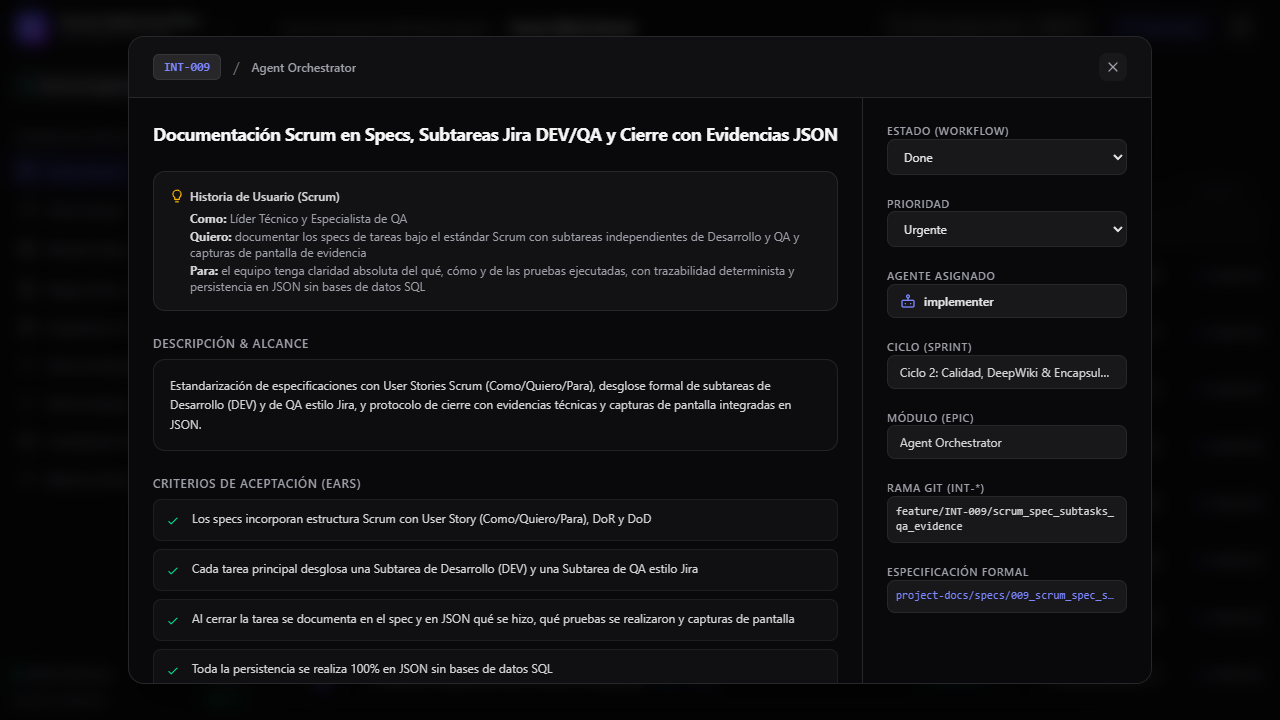 INT-009 / Agent Orchestrator
Documentación Scrum en Specs, Subtareas Jira DEV/QA y Cierre con Evidencias JSON
Historia de Usuario (Scrum)
Como: Líder Técnico y Especialista de QA
Quiero: documentar los specs de tareas bajo el estándar Scrum con subtareas independientes de Desarrollo y QA y
capturas de pantalla de evidencia
Para: el equipo tenga claridad absoluta del qué, cómo y de las pruebas ejecutadas, con trazabilidad determinista y
persistencia en JSON sin bases de datos SQL
DESCRIPCIÓN & ALCANCE
Estandarización de especificaciones con User Stories Scrum (Como/Quiero/Para), desglose formal de subtareas de
Desarrollo (DEV) y de QA estilo Jira, y protocolo de cierre con evidencias técnicas y capturas de pantalla integradas en
JSON.
CRITERIOS DE ACEPTACIÓN (EARS)
Los specs incorporan estructura Scrum con User Story (Como/Quiero/Para), DoR y DoD
Cada tarea principal desglosa una Subtarea de Desarrollo (DEV) y una Subtarea de QA estilo Jira
Al cerrar la tarea se documenta en el spec y en JSON qué se hizo, qué pruebas se realizaron y capturas de pantalla
Toda la persistencia se realiza 100% en JSON sin bases de datos SQL
ESTADO (WORKFLOW)
Done
PRIORIDAD
Urgente
AGENTE ASIGNADO
implementer
CICLO (SPRINT)
Ciclo 2: Calidad, DeepWiki & Encapsul...
MÓDULO (EPIC)
Agent Orchestrator
RAMA GIT (INT-*)
feature/INT-009/scrum_spec_subtasks_
qa_evidence
ESPECIFICACIÓN FORMAL
project-docs/specs/009_scrum_spec_s…